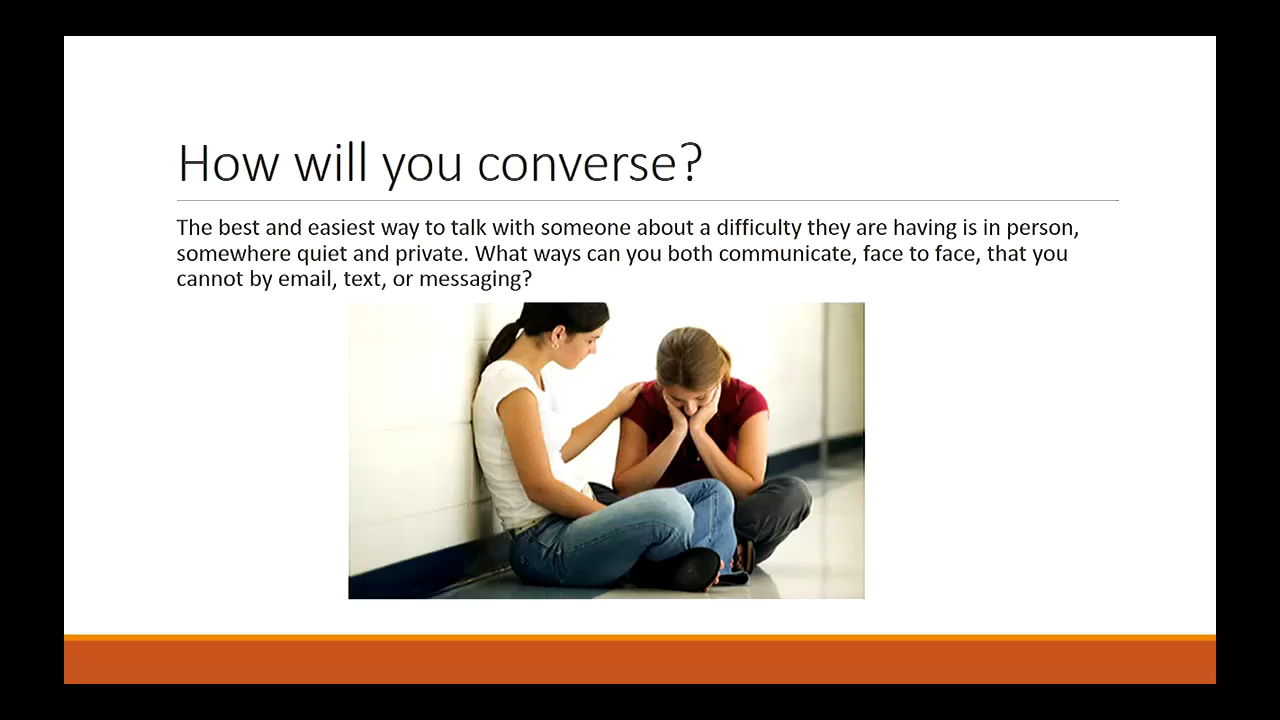 How will you converse?
The best and easiest way to talk with someone about a difficulty they are having is in person,
somewhere quiet and private. What ways can you both communicate, face to face, that you
cannot by email, text, or messaging?